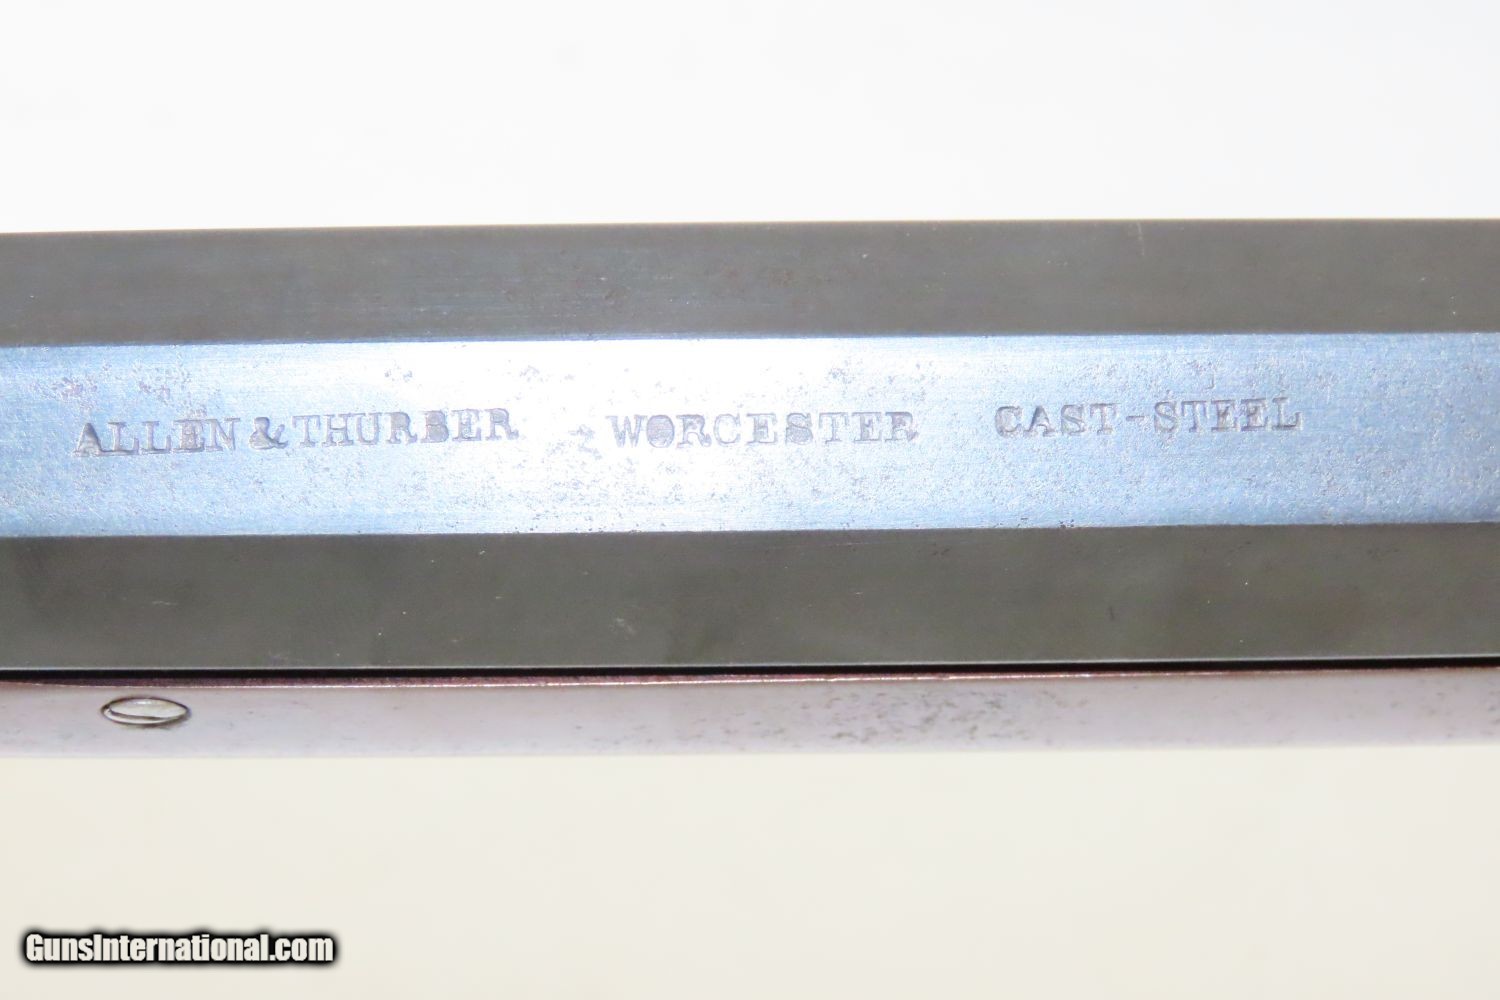 ALLEN & THURBER WORCESTER CAST-STEEL
GunsInternational.com